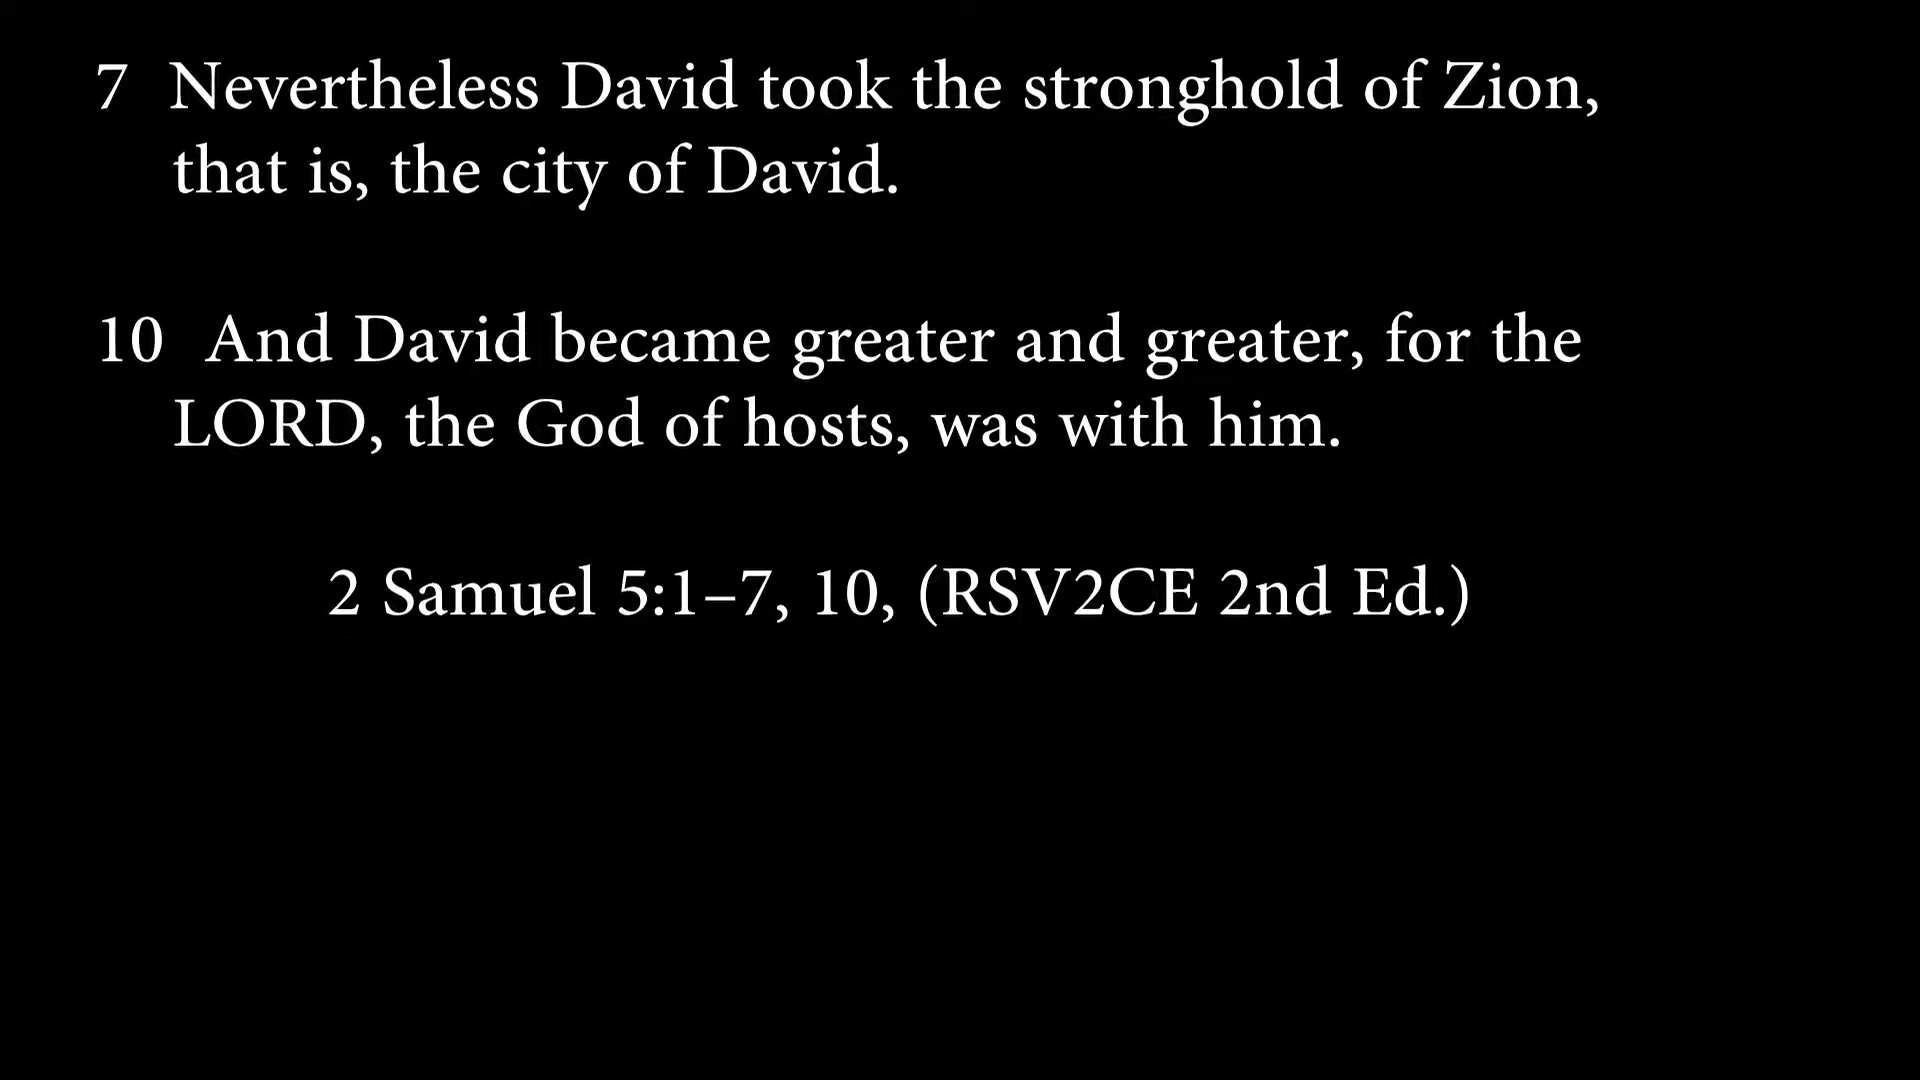 7 Nevertheless David took the stronghold of Zion,
that is, the city of David.
10 And David became greater and greater, for the
LORD, the God of hosts, was with him.
2 Samuel 5:1–7, 10, (RSV2CE 2nd Ed.)